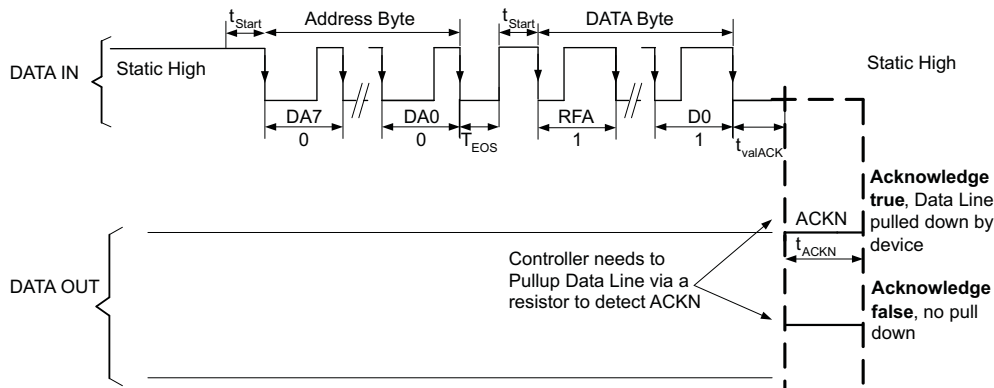 tStart
Address Byte
tStart
DATA Byte
DATA IN
Static High
Static High
DA7
DA0
RFA
D0
0
0
TEOS
1
1
tvalACK
Acknowledge
true, Data Line
pulled down by
device
ACKN
tACKN
Controller needs to
Pullup Data Line via a
resistor to detect ACKN
DATA OUT
Acknowledge
false, no pull
down